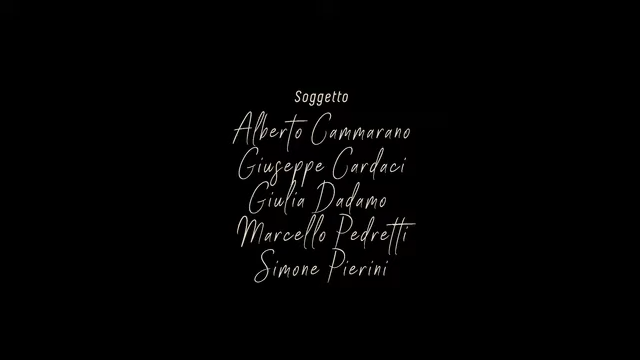 Soggetto
Alberto Cammarano
Giuseppe Cardaci
Giulia Dadamo
Marcello Pedretti
Simone Pierini